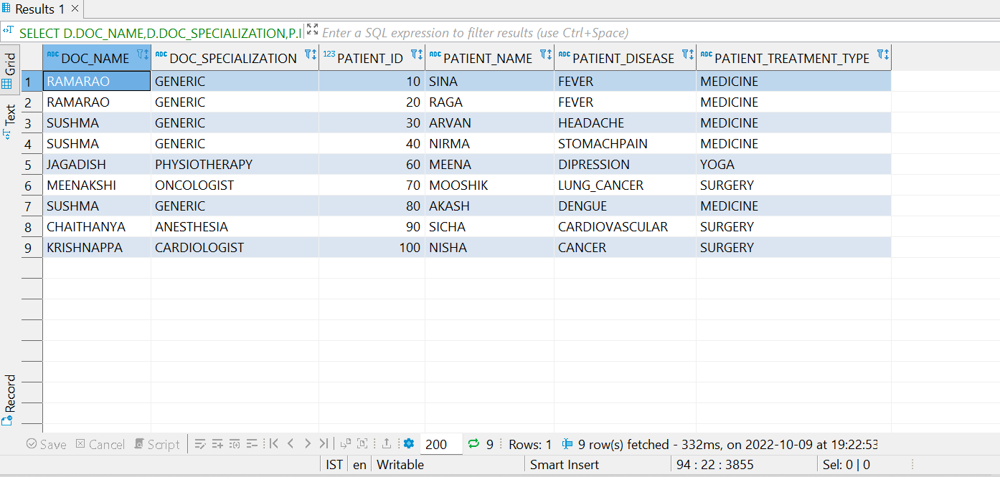 Results 1
SELECT D.DOC_NAME,D.DOC_SPECIALIZATION,P.I Enter a SQL expression to filter results (use Ctrl+Space)
Grid
Text
Record
ABC DOC_NAME ABC DOC_SPECIALIZATION 123 PATIENT_ID ABC PATIENT_NAME ABC PATIENT_DISEASE ABC PATIENT_TREATMENT_TYPE
1 RAMARAO GENERIC 10 SINA FEVER MEDICINE
2 RAMARAO GENERIC 20 RAGA FEVER MEDICINE
3 SUSHMA GENERIC 30 ARVAN HEADACHE MEDICINE
4 SUSHMA GENERIC 40 NIRMA STOMACHPAIN MEDICINE
5 JAGADISH PHYSIOTHERAPY 60 MEENA DIPRESSION YOGA
6 MEENAKSHI ONCOLOGIST 70 MOOSHIK LUNG_CANCER SURGERY
7 SUSHMA GENERIC 80 AKASH DENGUE MEDICINE
8 CHAITHANYA ANESTHESIA 90 SICHA CARDIOVASCULAR SURGERY
9 KRISHNAPPA CARDIOLOGIST 100 NISHA CANCER SURGERY
Save Cancel Script 200 9 Rows: 1 9 row(s) fetched - 332ms, on 2022-10-09 at 19:22:53
IST en Writable Smart Insert 94 : 22 : 3855 Sel: 0 | 0